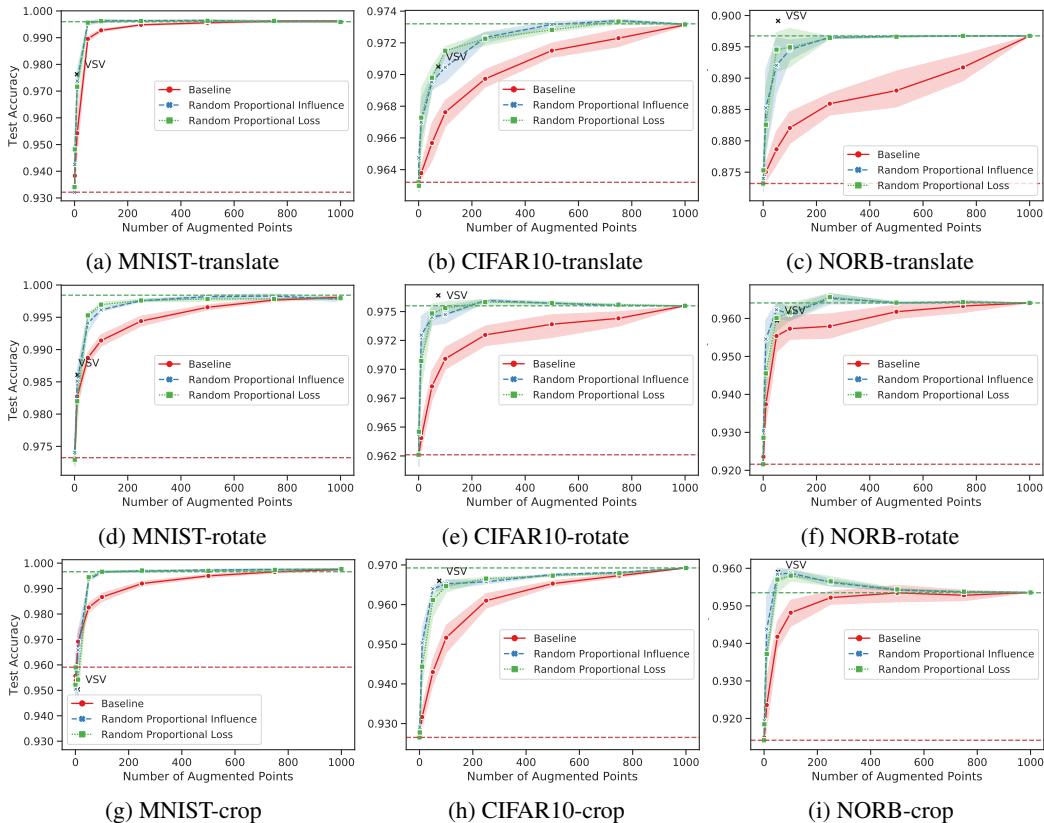 Test Accuracy
1.000
0.990
0.980
0.970
0.960
0.950
0.940
0.930
VSV
Baseline
Random Proportional Influence
Random Proportional Loss
0 200 400 600 800 1000
Number of Augmented Points
(a) MNIST-translate
0.972
0.970
0.968
0.966
0.964
VSV
Baseline
Random Proportional Influence
Random Proportional Loss
0 200 400 600 800 1000
Number of Augmented Points
(b) CIFAR10-translate
0.900
0.895
0.890
0.885
0.880
0.875
VSV
Baseline
Random Proportional Influence
Random Proportional Loss
0 200 400 600 800 1000
Number of Augmented Points
(c) NORB-translate
Test Accuracy
1.000
0.995
0.990
0.985
0.980
0.975
VSV
Baseline
Random Proportional Influence
Random Proportional Loss
0 200 400 600 800 1000
Number of Augmented Points
(d) MNIST-rotate
0.975
0.972
0.970
0.967
0.965
0.962
VSV
Baseline
Random Proportional Influence
Random Proportional Loss
0 200 400 600 800 1000
Number of Augmented Points
(e) CIFAR10-rotate
0.960
0.950
0.940
0.930
0.920
VSV
Baseline
Random Proportional Influence
Random Proportional Loss
0 200 400 600 800 1000
Number of Augmented Points
(f) NORB-rotate
Test Accuracy
1.000
0.990
0.980
0.970
0.960
0.950
0.940
0.930
VSV
Baseline
Random Proportional Influence
Random Proportional Loss
0 200 400 600 800 1000
Number of Augmented Points
(g) MNIST-crop
0.970
0.960
0.950
0.940
0.930
VSV
Baseline
Random Proportional Influence
Random Proportional Loss
0 200 400 600 800 1000
Number of Augmented Points
(h) CIFAR10-crop
0.960
0.950
0.940
0.930
0.920
VSV
Baseline
Random Proportional Influence
Random Proportional Loss
0 200 400 600 800 1000
Number of Augmented Points
(i) NORB-crop